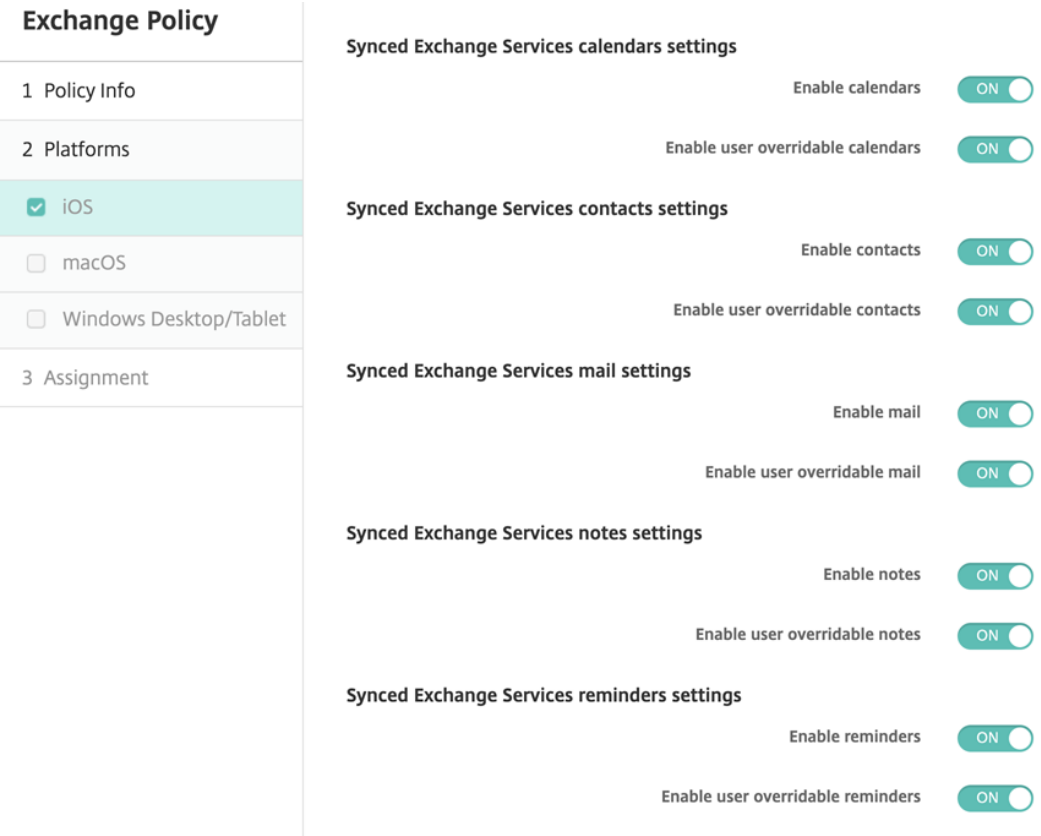 Exchange Policy
1 Policy Info
2 Platforms
iOS
macOS
Windows Desktop/Tablet
3 Assignment
Synced Exchange Services calendars settings
Enable calendars ON
Enable user overridable calendars ON
Synced Exchange Services contacts settings
Enable contacts ON
Enable user overridable contacts ON
Synced Exchange Services mail settings
Enable mail ON
Enable user overridable mail ON
Synced Exchange Services notes settings
Enable notes ON
Enable user overridable notes ON
Synced Exchange Services reminders settings
Enable reminders ON
Enable user overridable reminders ON